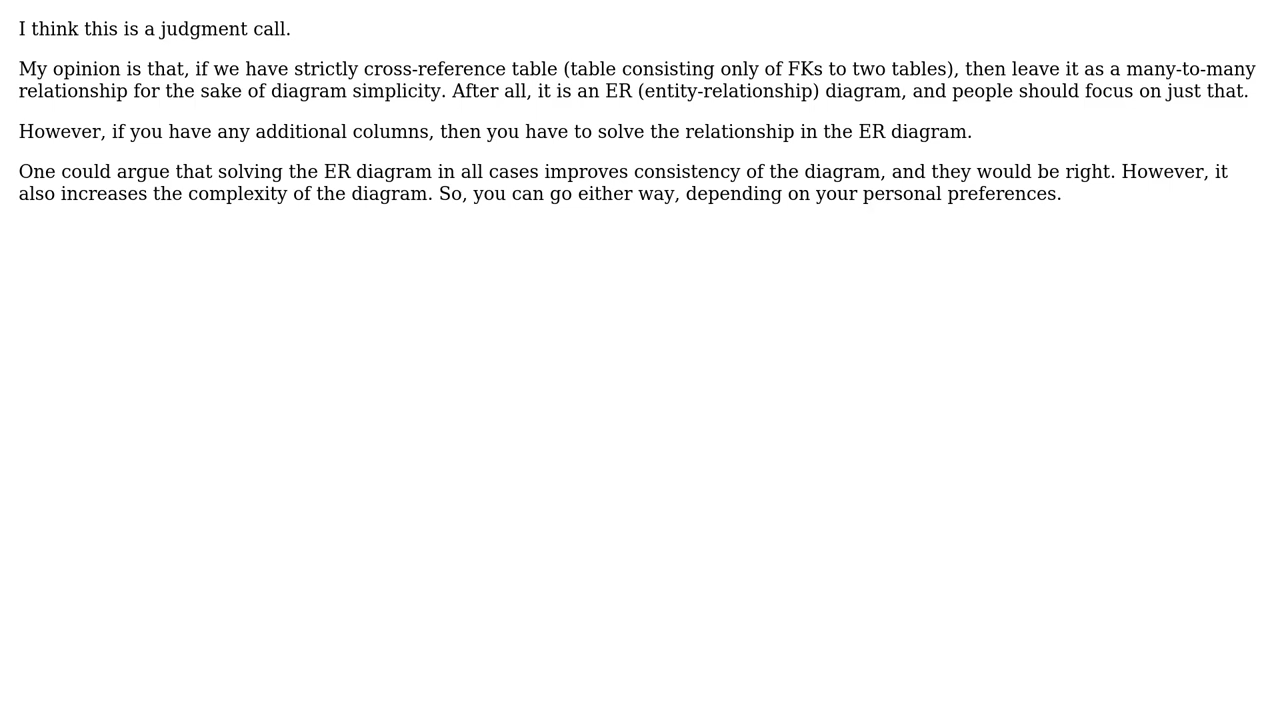 I think this is a judgment call.
My opinion is that, if we have strictly cross-reference table (table consisting only of FKs to two tables), then leave it as a many-to-many
relationship for the sake of diagram simplicity. After all, it is an ER (entity-relationship) diagram, and people should focus on just that.
However, if you have any additional columns, then you have to solve the relationship in the ER diagram.
One could argue that solving the ER diagram in all cases improves consistency of the diagram, and they would be right. However, it
also increases the complexity of the diagram. So, you can go either way, depending on your personal preferences.